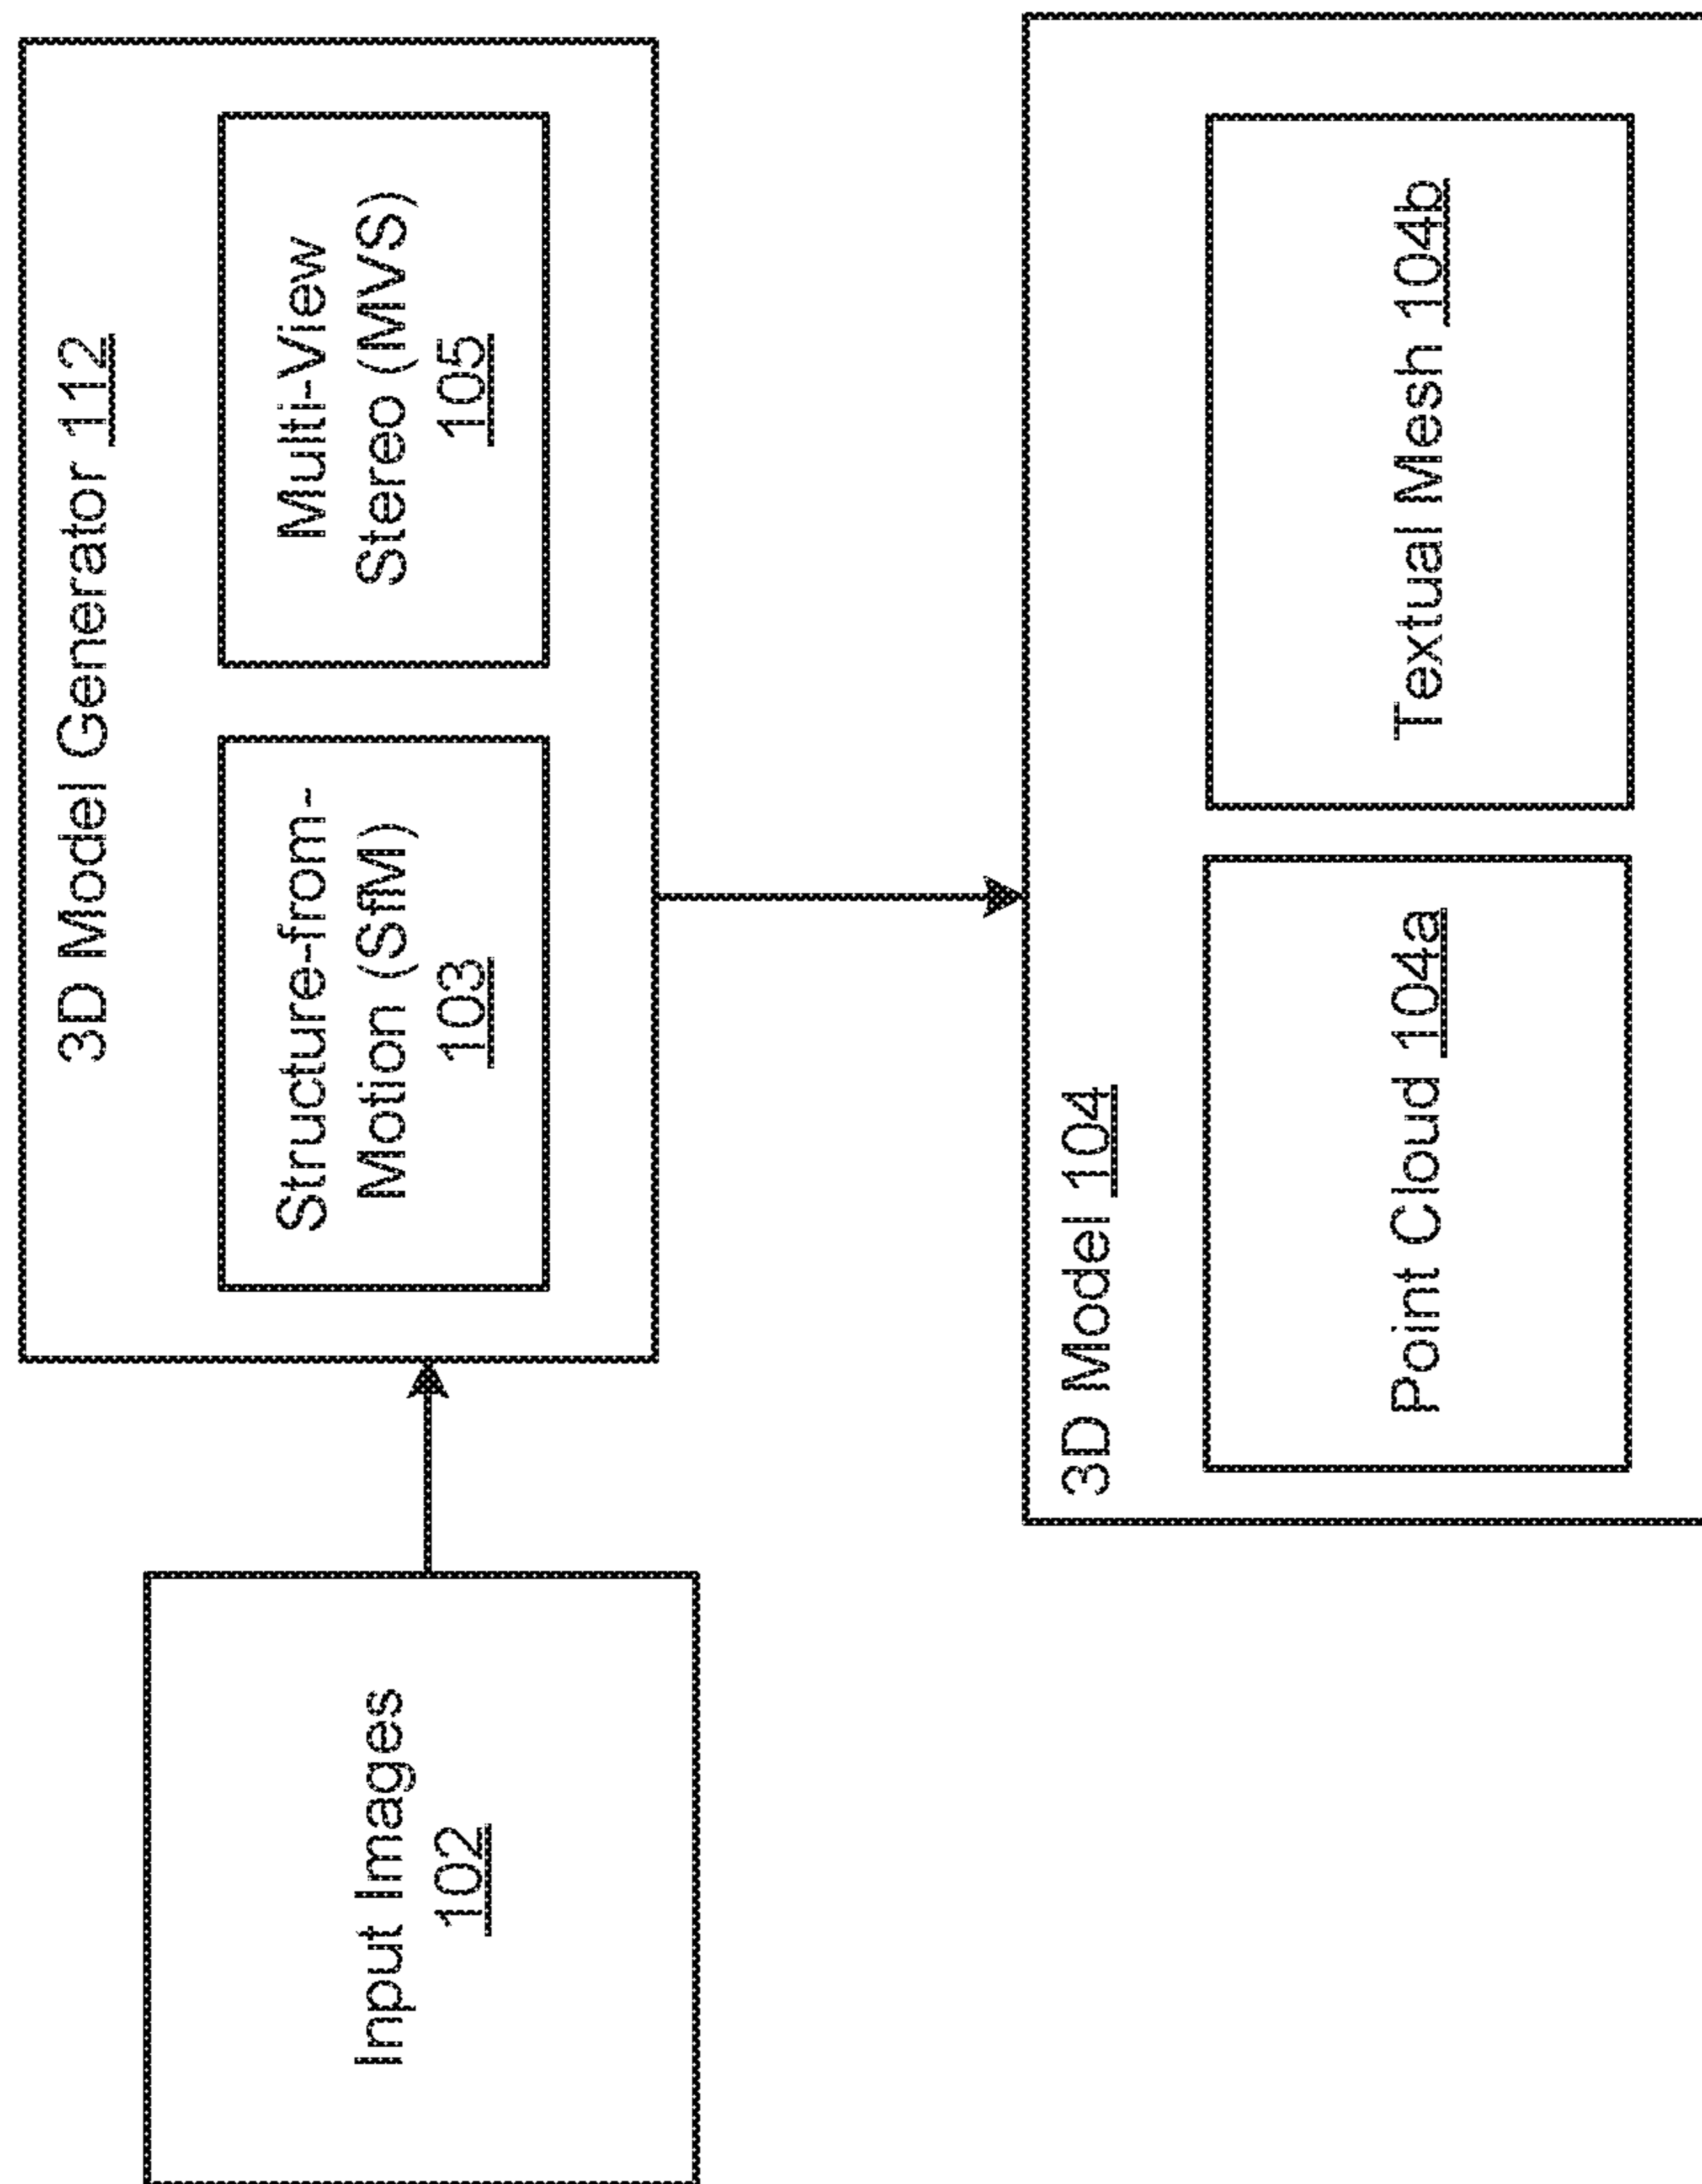 Input Images
102
3D Model Generator 112
Structure-from-
Motion (SfM)
103
Multi-View
Stereo (MVS)
105
3D Model 104
Point Cloud 104a
Textual Mesh 104b